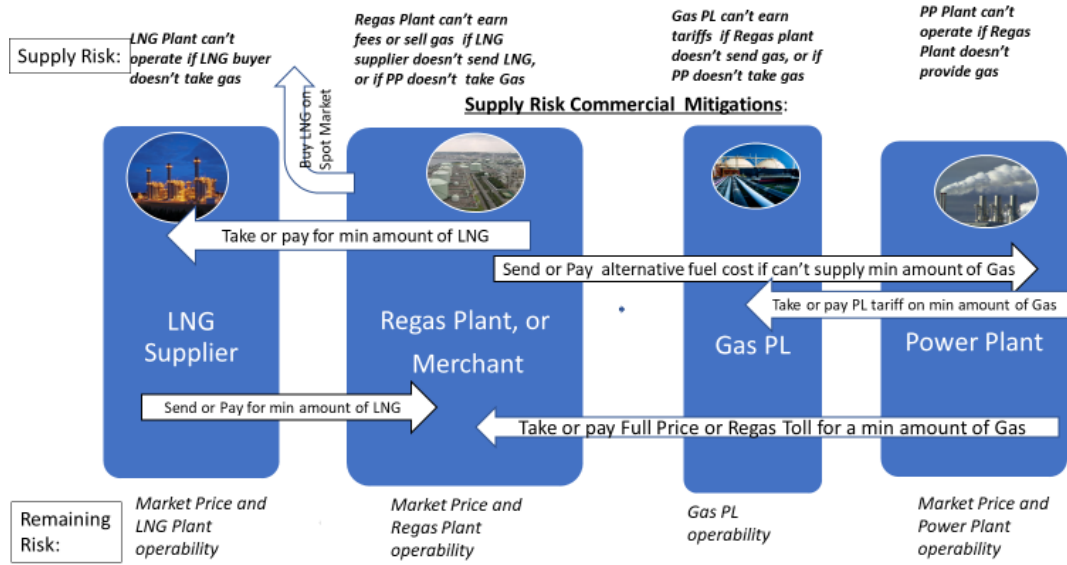 Supply Risk:
LNG Plant can't
operate if LNG buyer
doesn't take gas
Regas Plant can't earn
fees or sell gas if LNG
supplier doesn't send LNG,
or if PP doesn't take Gas
Gas PL can't earn
tariffs if Regas plant
doesn't send gas, or if
PP doesn't take gas
PP Plant can't
operate if Regas
Plant doesn't
provide gas
Supply Risk Commercial Mitigations:
Buy LNG on
Spot Market
Take or pay for min amount of LNG
Send or Pay alternative fuel cost if can't supply min amount of Gas
Take or pay PL tariff on min amount of Gas
LNG
Supplier
Regas Plant, or
Merchant
Gas PL
Power Plant
Send or Pay for min amount of LNG
Take or pay Full Price or Regas Toll for a min amount of Gas
Remaining
Risk:
Market Price and
LNG Plant
operability
Market Price and
Regas Plant
operability
Gas PL
operability
Market Price and
Power Plant
operability